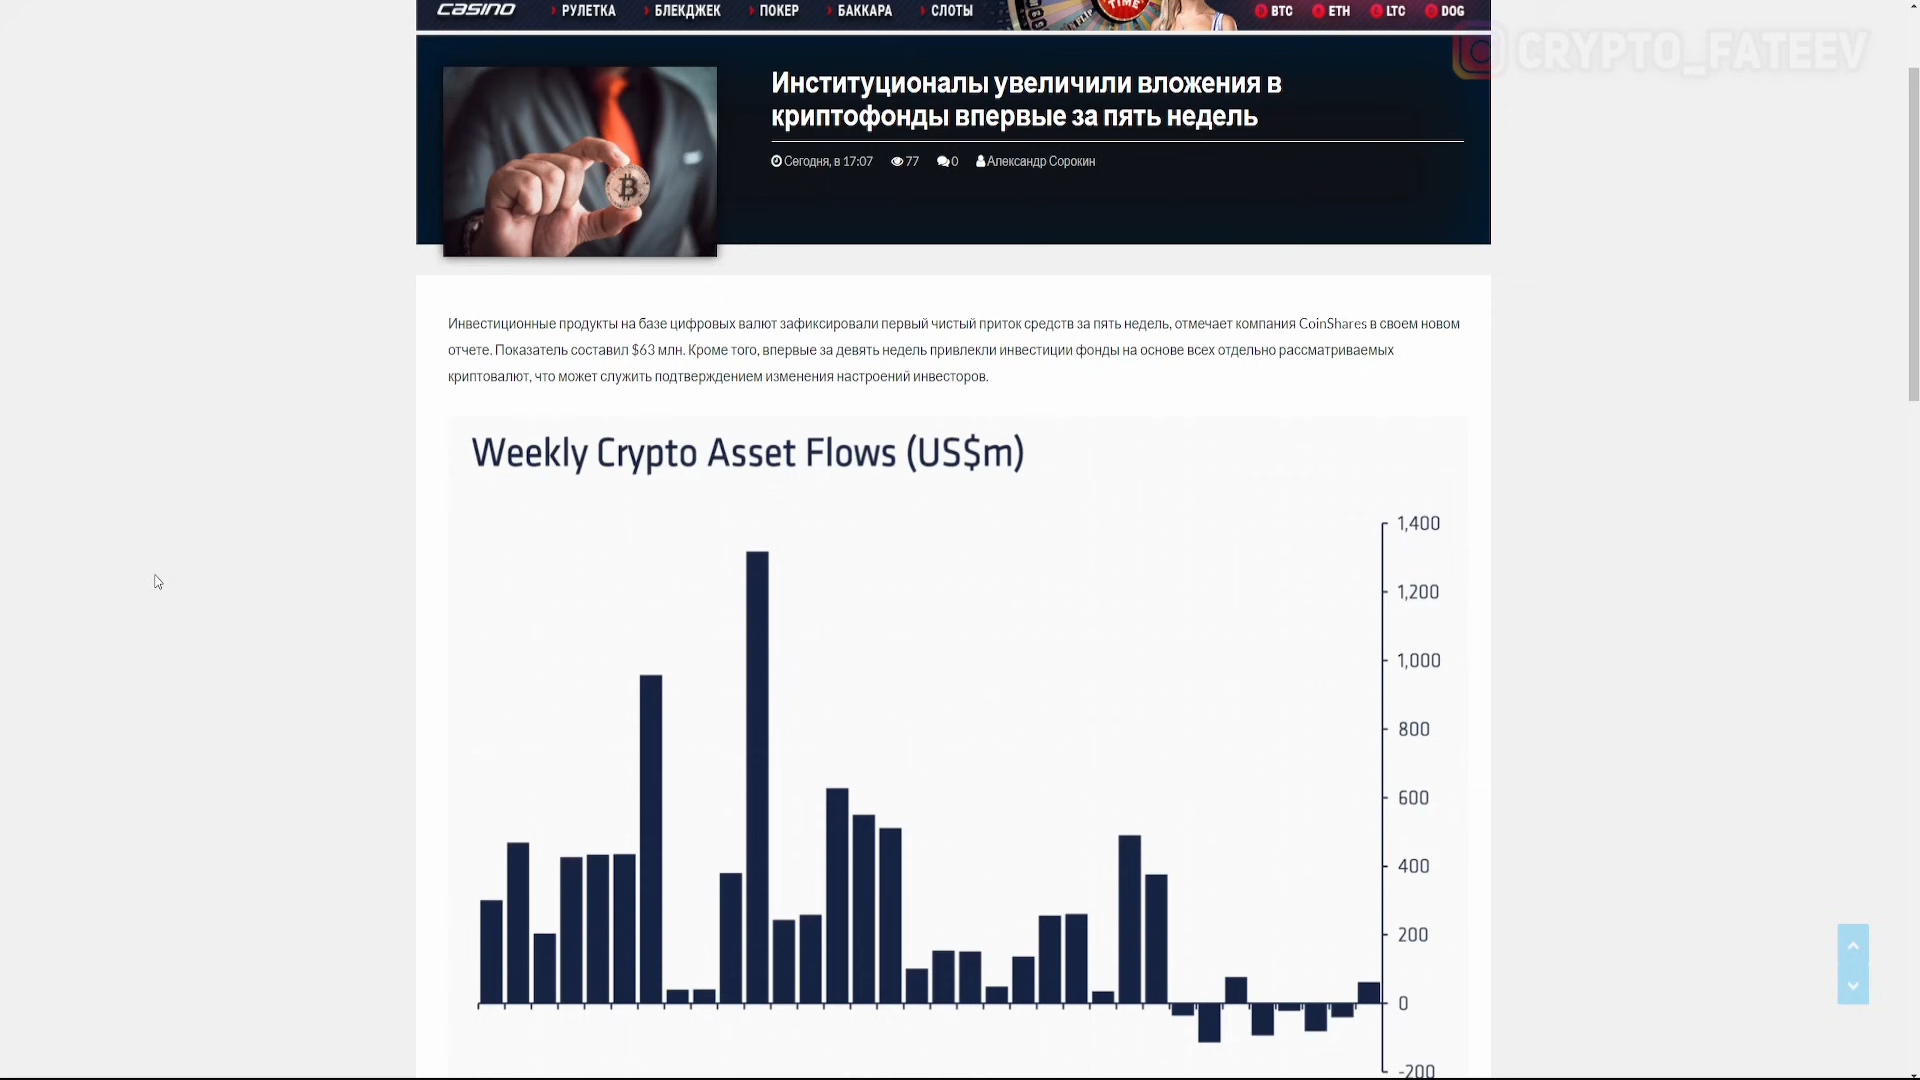 CASINO РУЛЕТКА БЛЕКДЖЕК ПОКЕР БАККАРА СЛОТЫ TIME BTC ETH LTC DOG
CRYPTO_FATEEV
Институционалы увеличили вложения в
криптофонды впервые за пять недель
Сегодня, в 17:07 77 0 Александр Сорокин
Инвестиционные продукты на базе цифровых валют зафиксировали первый чистый приток средств за пять недель, отмечает компания CoinShares в своем новом
отчете. Показатель составил $63 млн. Кроме того, впервые за девять недель привлекли инвестиции фонды на основе всех отдельно рассматриваемых
криптовалют, что может служить подтверждением изменения настроений инвесторов.
Weekly Crypto Asset Flows (US$m)
1,400
1,200
1,000
800
600
400
200
0
-200